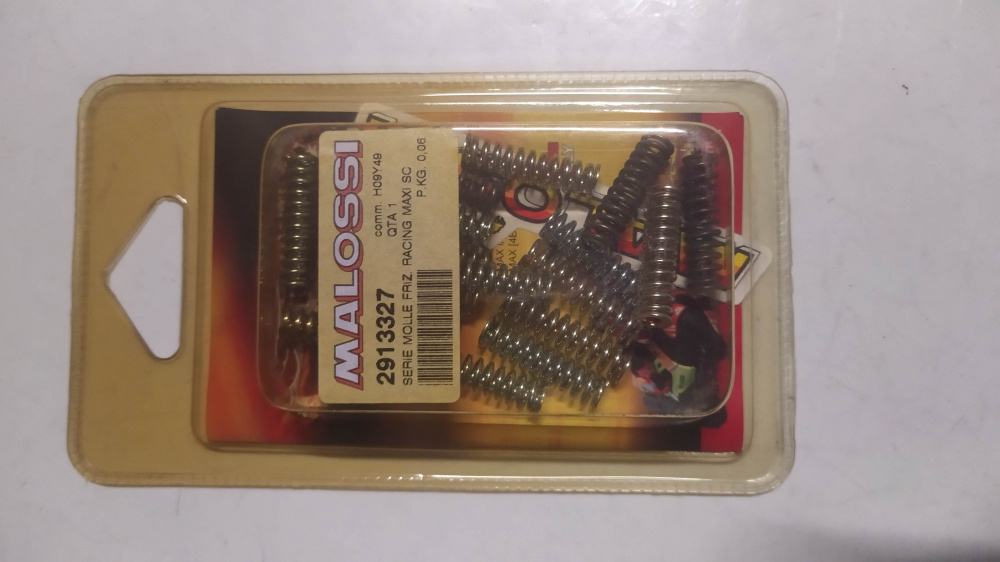 MALOSSI
comm. H09Y49
QTA 1
2913327
SERIE MOLLE FRIZ. RACING MAXI SC
P.KG. 0,06